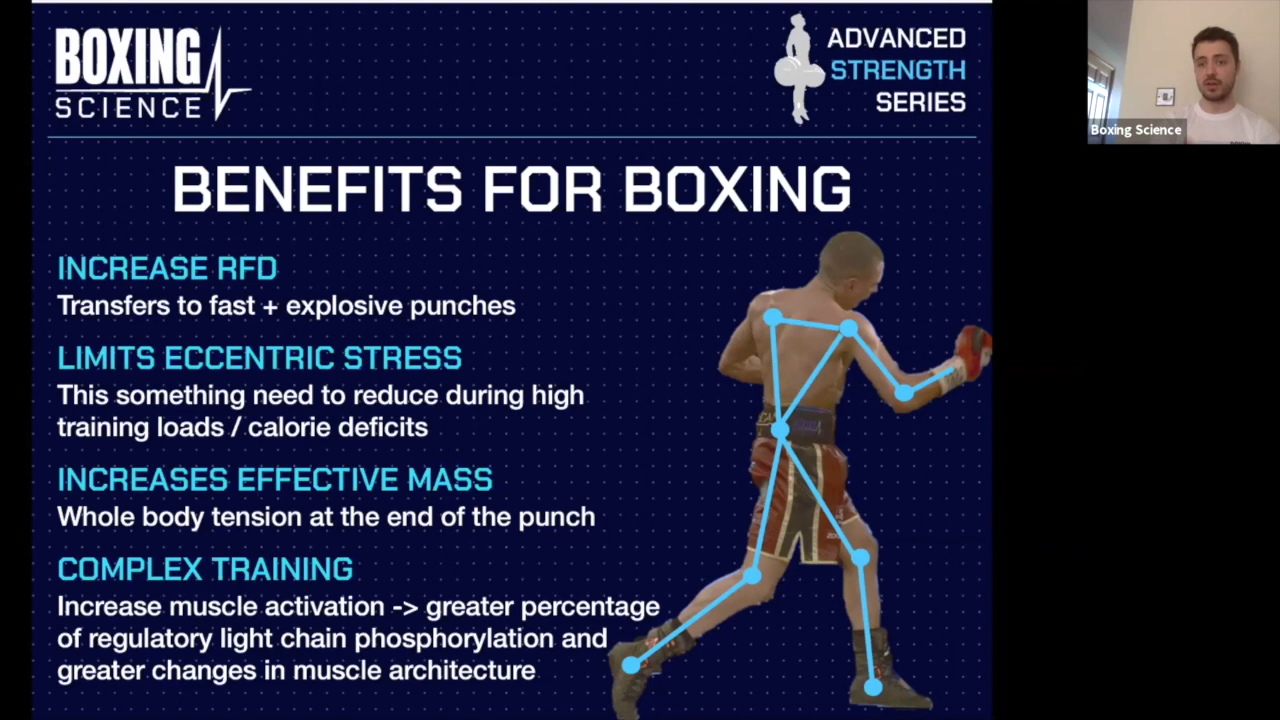 BOXING
SCIENCE
ADVANCED
STRENGTH
SERIES
BENEFITS FOR BOXING
INCREASE RFD
Transfers to fast + explosive punches
LIMITS ECCENTRIC STRESS
This something need to reduce during high
training loads / calorie deficits
INCREASES EFFECTIVE MASS
Whole body tension at the end of the punch
COMPLEX TRAINING
Increase muscle activation -> greater percentage
of regulatory light chain phosphorylation and
greater changes in muscle architecture
Boxing Science